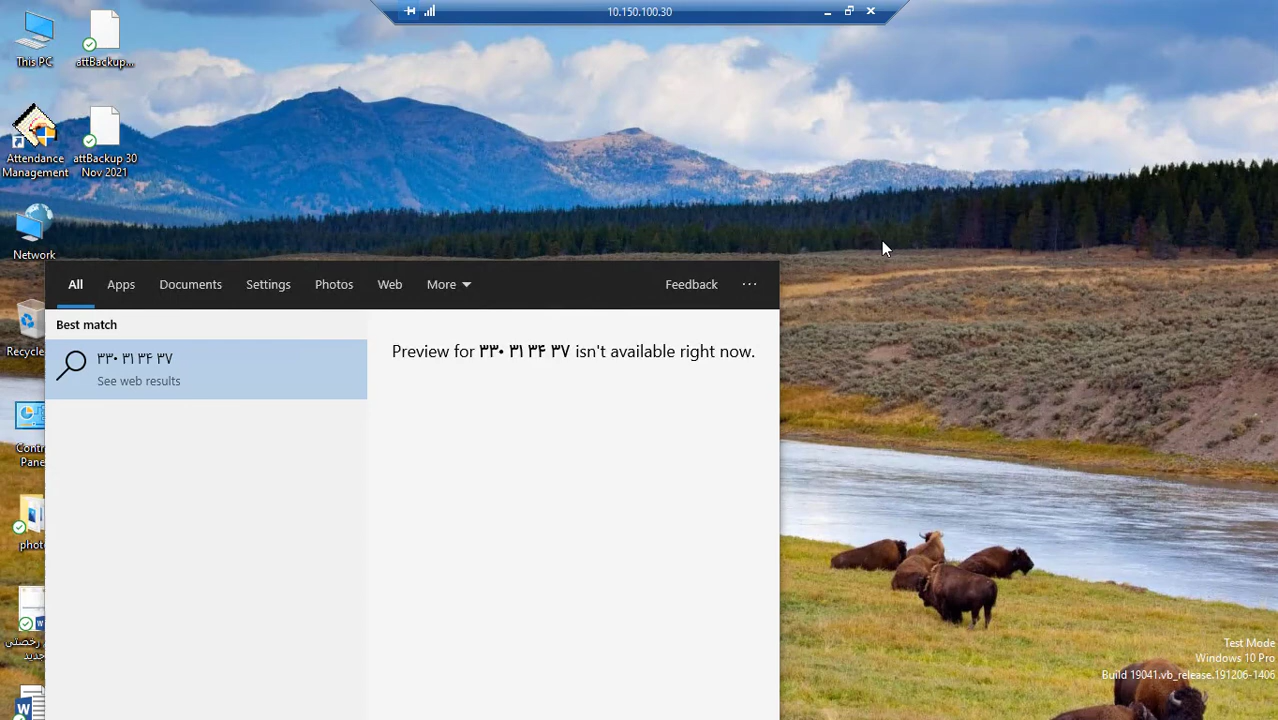 10.150.100.30
This PC
attBackup...
Attendance
Management
attBackup 30
Nov 2021
Network
All Apps Documents Settings Photos Web More Feedback ...
Best match
۳۳۰ ۳۱ ۳۴ ۳۷
See web results
Preview for ۳۳۰ ۳۱ ۳۴ ۳۷ isn't available right now.
Recycle
Contr
Pane
phot
رخصتی
جدید
Test Mode
Windows 10 Pro
Build 19041.vb_release.191206-1406